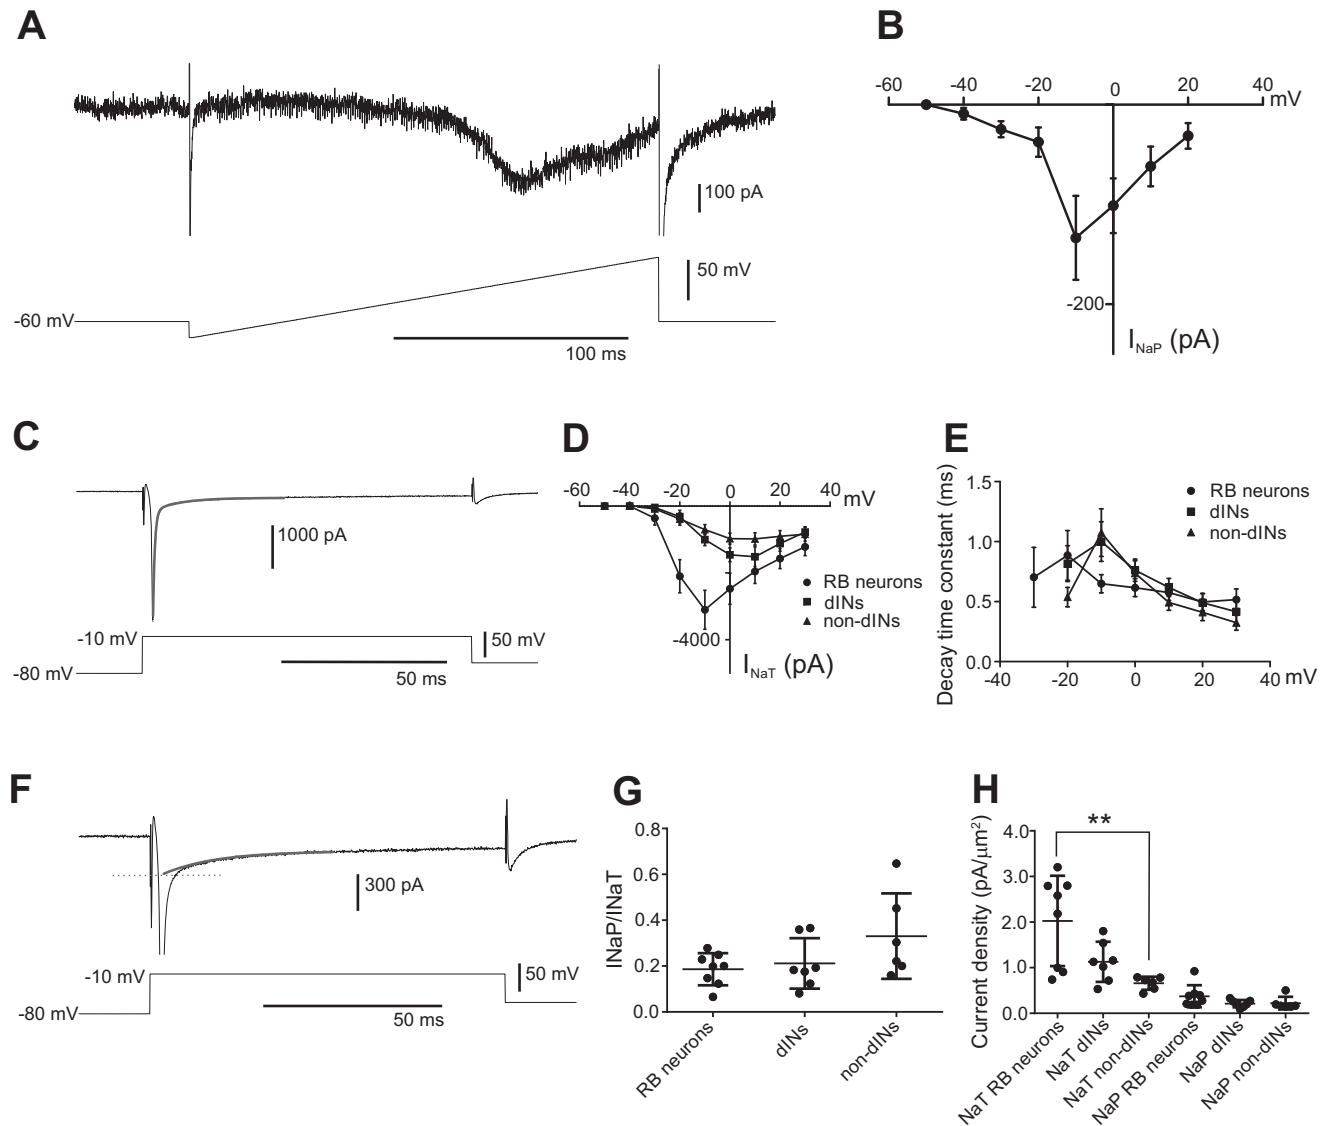 A
100 pA
50 mV
-60 mV
100 ms
B
-60 -40 -20 0 20 40 mV
-200
INaP (pA)
C
1000 pA
-10 mV
50 mV
-80 mV
50 ms
D
-60 -40 -20 0 20 40 mV
RB neurons
dINs
non-dINs
-4000
INaT (pA)
E
Decay time constant (ms)
1.5
1.0
0.5
0.0
-40 -20 0 20 40 mV
RB neurons
dINs
non-dINs
F
300 pA
-10 mV
50 mV
-80 mV
50 ms
G
INaP/INaT
0.8
0.6
0.4
0.2
0.0
RB neurons
dINs
non-dINs
H
**
Current density (pA/μm²)
4.0
3.0
2.0
1.0
0.0
NaT RB neurons
NaT dINs
NaT non-dINs
NaP RB neurons
NaP dINs
NaP non-dINs